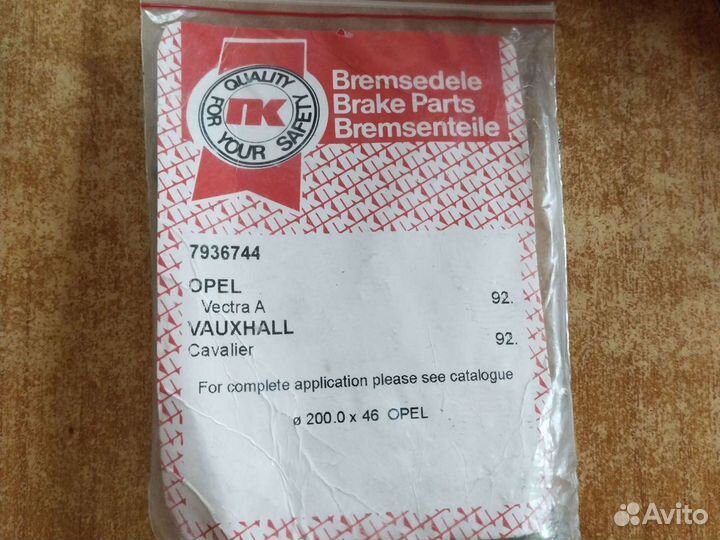 QUALITY
NK
FOR YOUR SAFETY
Bremsedele
Brake Parts
Bremsenteile
7936744
OPEL
Vectra A 92.
VAUXHALL
Cavalier 92.
For complete application please see catalogue
ø 200.0 x 46 OPEL
Avito